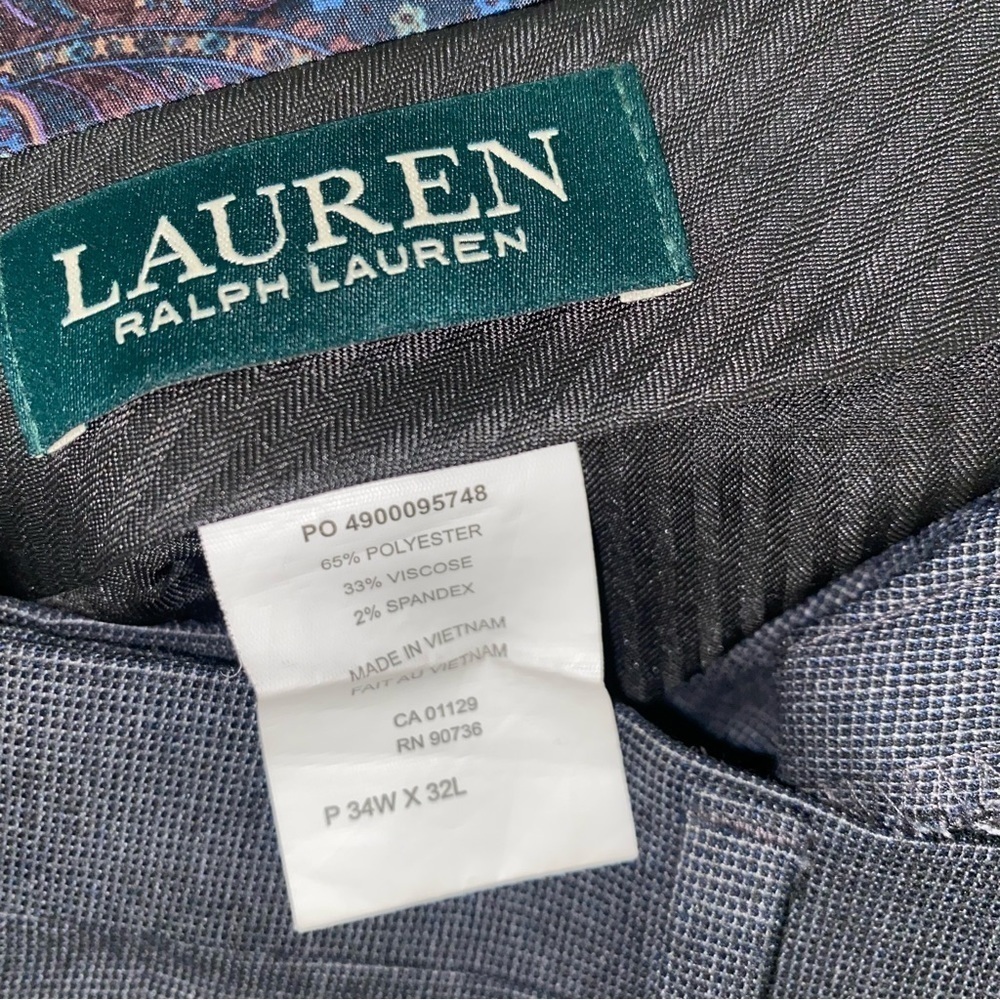 LAUREN
RALPH LAUREN
PO 4900095748
65% POLYESTER
33% VISCOSE
2% SPANDEX
MADE IN VIETNAM
FAIT AU VIETNAM
CA 01129
RN 90736
P 34W X 32L